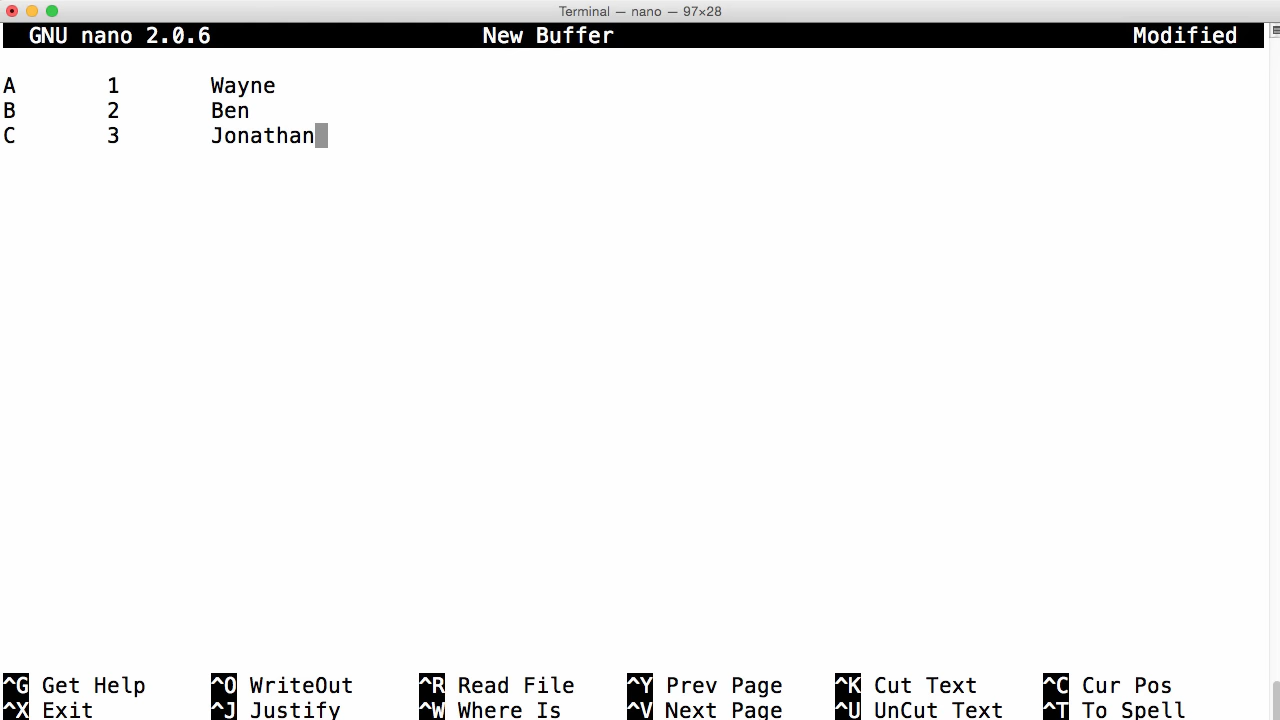 Terminal — nano — 97×28
GNU nano 2.0.6 New Buffer Modified
A 1 Wayne
B 2 Ben
C 3 Jonathan
^G Get Help ^O WriteOut ^R Read File ^Y Prev Page ^K Cut Text ^C Cur Pos
^X Exit ^J Justify ^W Where Is ^V Next Page ^U UnCut Text ^T To Spell